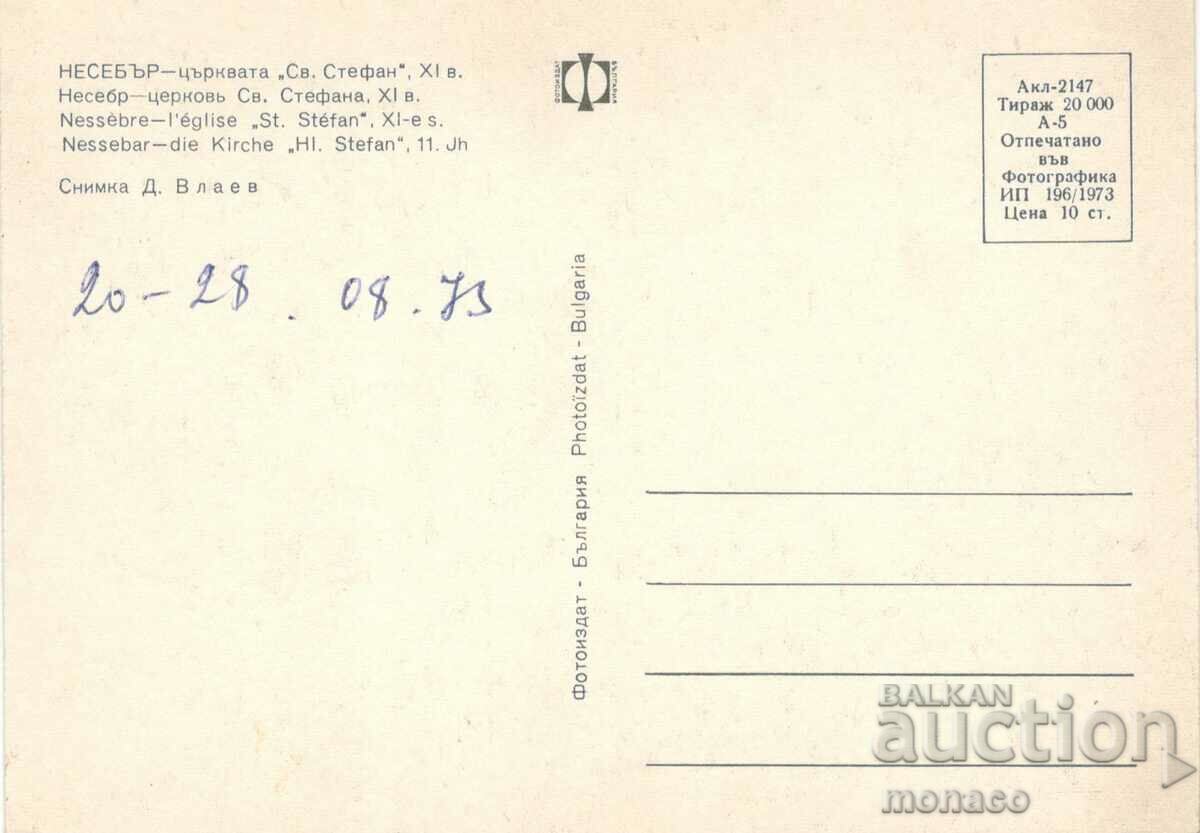 НЕСЕБЪР—църквата „Св. Стефан“, XI в.
Несебр—церковь Св. Стефана, XI в.
Nessèbre—l'église „St. Stéfan“, XI-e s.
Nessebar—die Kirche „Hl. Stefan“, 11. Jh
Снимка Д. Влаев
20-28. 08. 73
ФОТОИЗДАТ
БЪЛГАРИЯ
Фотоиздат - България Photoïzdat - Bulgaria
Акл-2147
Тираж 20 000
А-5
Отпечатано
във
Фотографика
ИП 196/1973
Цена 10 ст.
BALKAN
auction
monaco